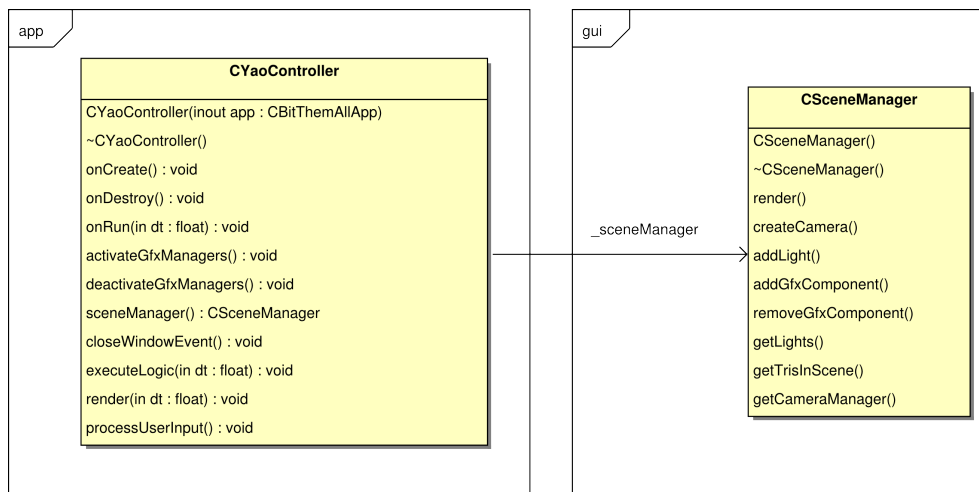 app
CYaoController
CYaoController(inout app : CBitThemAllApp)
~CYaoController()
onCreate() : void
onDestroy() : void
onRun(in dt : float) : void
activateGfxManagers() : void
deactivateGfxManagers() : void
sceneManager() : CSceneManager
closeWindowEvent() : void
executeLogic(in dt : float) : void
render(in dt : float) : void
processUserInput() : void
_sceneManager
gui
CSceneManager
CSceneManager()
~CSceneManager()
render()
createCamera()
addLight()
addGfxComponent()
removeGfxComponent()
getLights()
getTrisInScene()
getCameraManager()